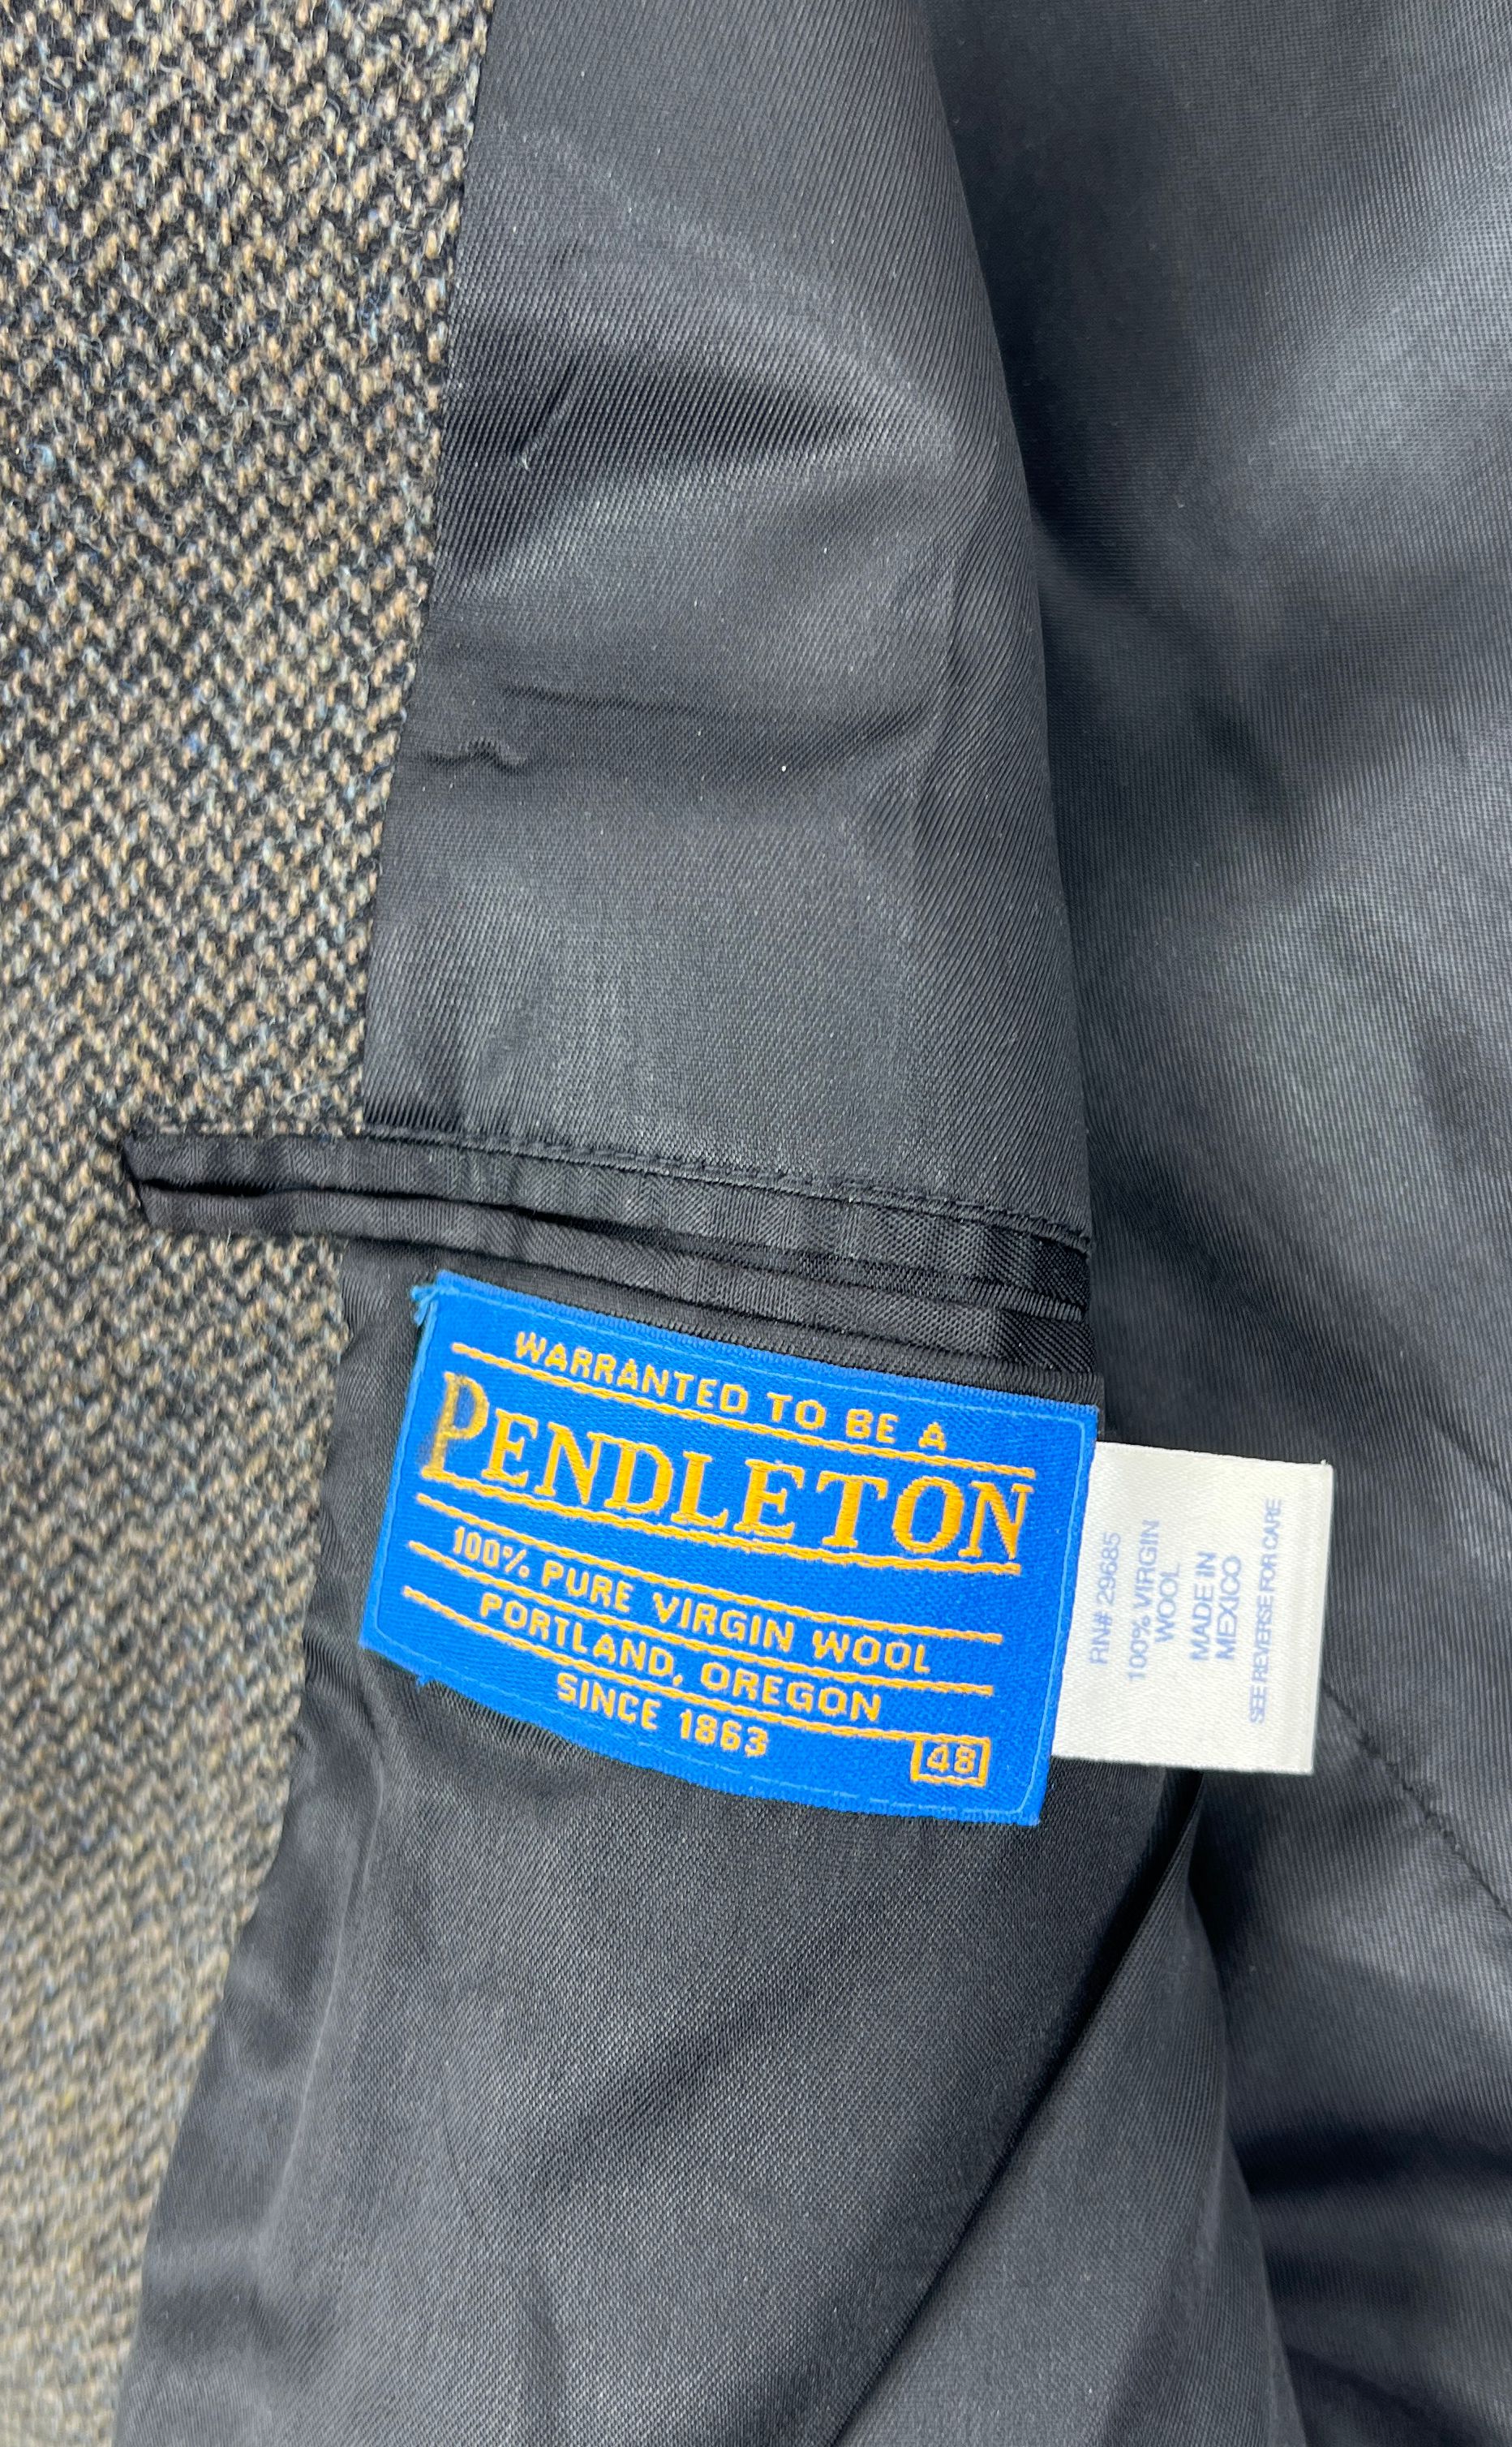 WARRANTED TO BE A
PENDLETON
100% PURE VIRGIN WOOL
PORTLAND, OREGON
SINCE 1863
48
RN# 29685
100% VIRGIN
WOOL
MADE IN
MEXICO
SEE REVERSE FOR CARE